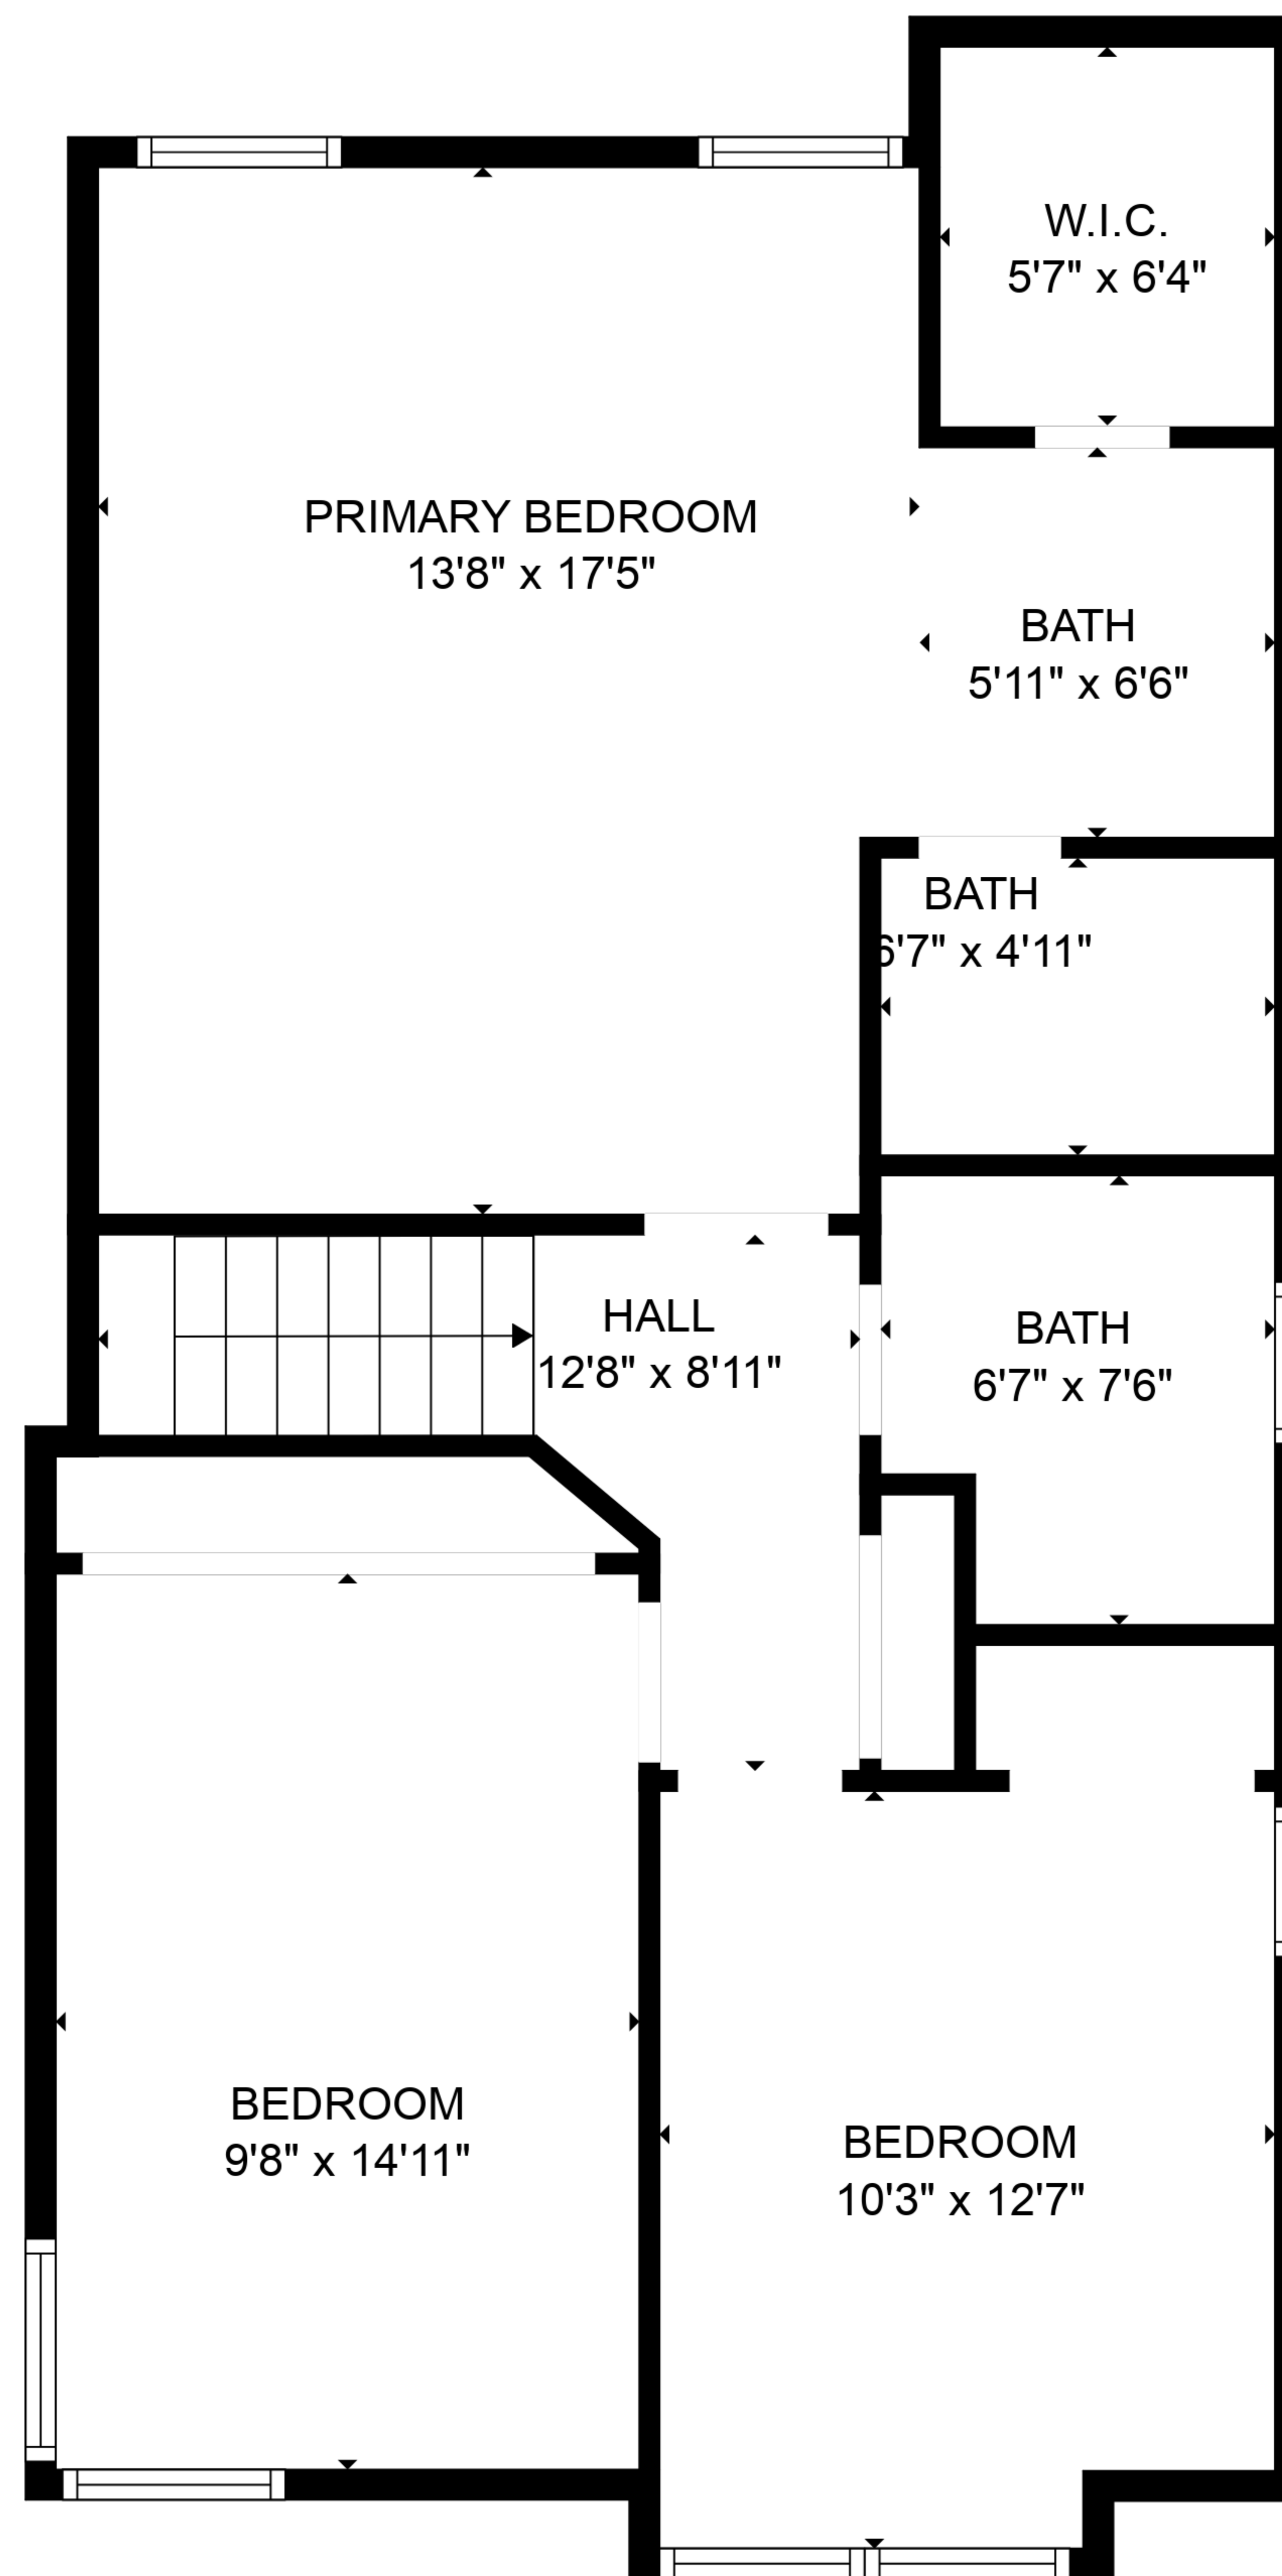 W.I.C.
5'7" x 6'4"
PRIMARY BEDROOM
13'8" x 17'5"
BATH
5'11" x 6'6"
BATH
6'7" x 4'11"
HALL
12'8" x 8'11"
BATH
6'7" x 7'6"
BEDROOM
9'8" x 14'11"
BEDROOM
10'3" x 12'7"